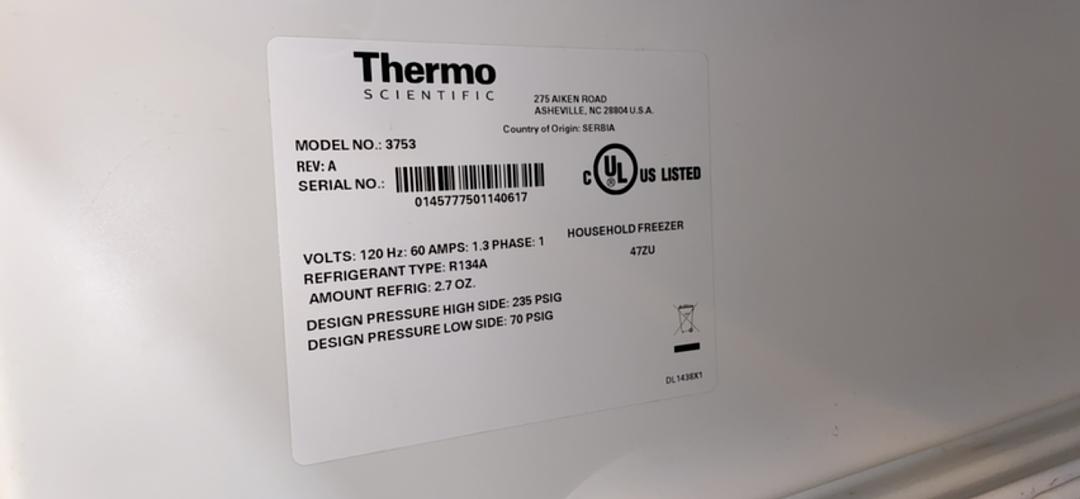 Thermo
SCIENTIFIC
275 AIKEN ROAD
ASHEVILLE, NC 28804 U.S.A.
Country of Origin: SERBIA
MODEL NO.: 3753
REV: A
SERIAL NO.:
0145777501140617
C UL ® US LISTED
VOLTS: 120 Hz: 60 AMPS: 1.3 PHASE: 1
REFRIGERANT TYPE: R134A
AMOUNT REFRIG: 2.7 OZ.
HOUSEHOLD FREEZER
47ZU
DESIGN PRESSURE HIGH SIDE: 235 PSIG
DESIGN PRESSURE LOW SIDE: 70 PSIG
DL1438X1